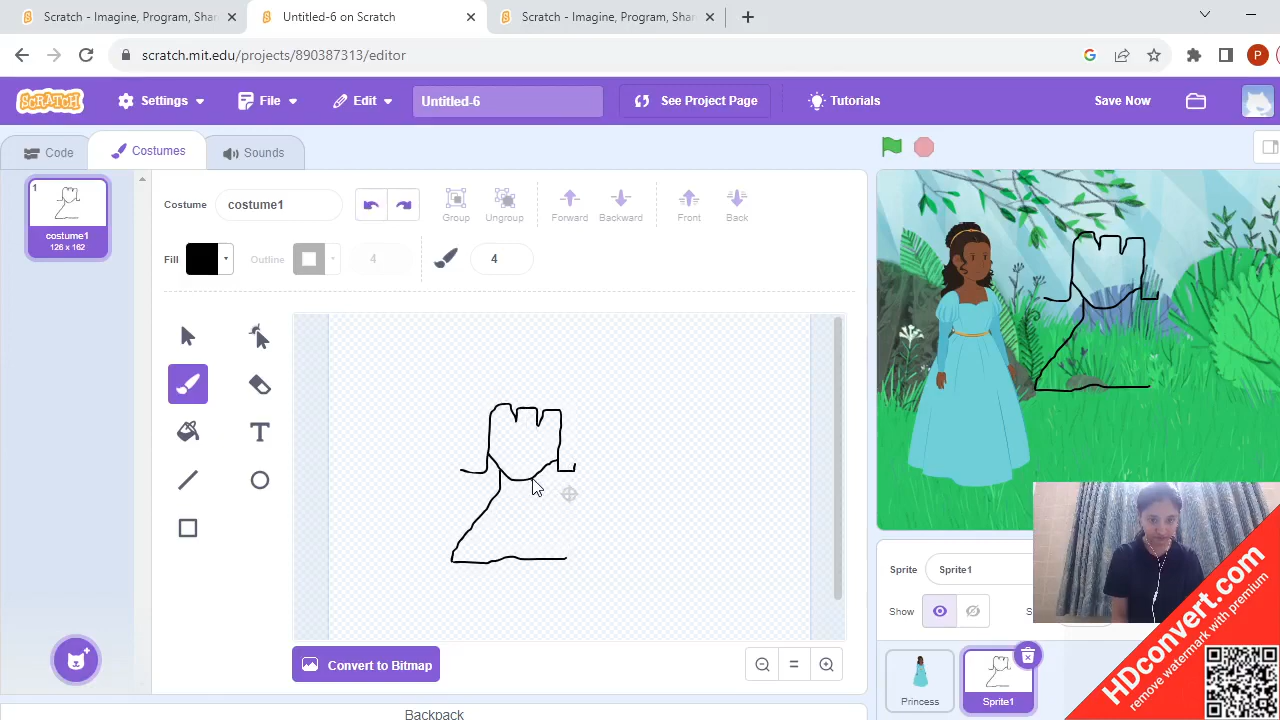 Scratch - Imagine, Program, Shar
Untitled-6 on Scratch
Scratch - Imagine, Program, Shar
scratch.mit.edu/projects/890387313/editor
P
SCRATCH
Settings
File
Edit
Untitled-6
See Project Page
Tutorials
Save Now
Code
Costumes
Sounds
1
costume1
126 x 162
Costume
costume1
Group
Ungroup
Forward
Backward
Front
Back
Fill
Outline
4
4
T
Convert to Bitmap
Backpack
Sprite
Sprite1
Show
S
Princess
Sprite1
HDconvert.com
remove watermark with premium